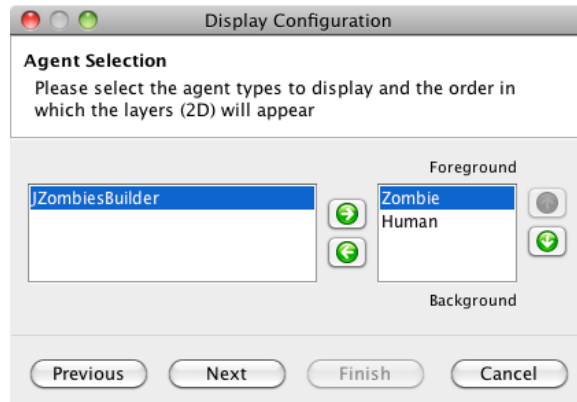 Display Configuration
Agent Selection
Please select the agent types to display and the order in
which the layers (2D) will appear
Foreground
JZombiesBuilder
Zombie
Human
Background
Previous
Next
Finish
Cancel